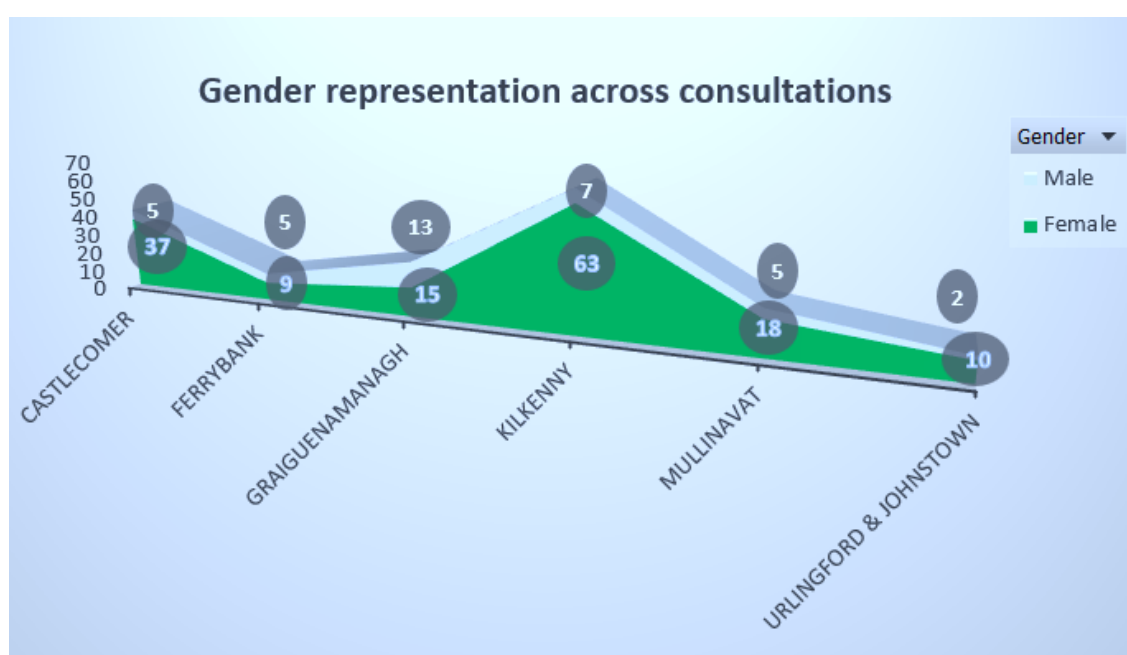 Gender representation across consultations
Gender
Male
Female
70
60
50
40
30
20
10
0
5
5
13
7
5
2
37
9
15
63
18
10
CASTLECOMER
FERRYBANK
GRAIGUENAMANAGH
KILKENNY
MULLINAVAT
URLINGFORD & JOHNSTOWN